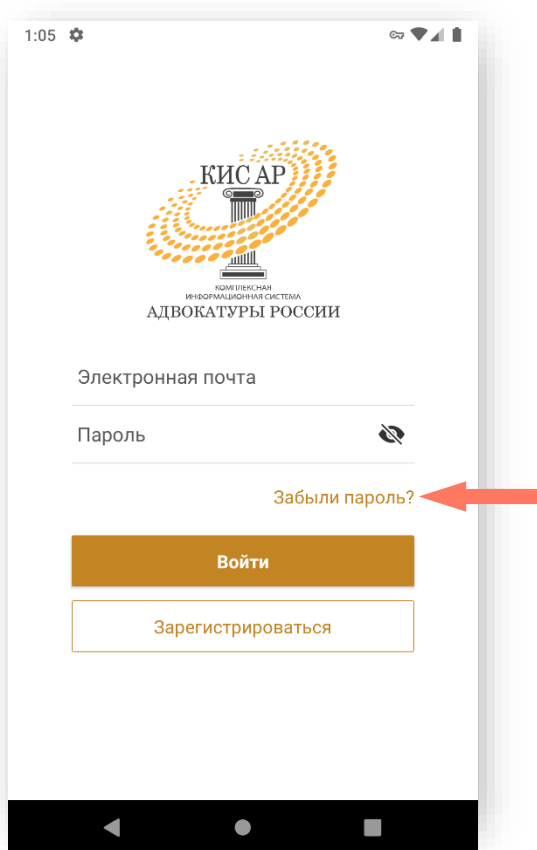 1:05
КИС АР
КОМПЛЕКСНАЯ
ИНФОРМАЦИОННАЯ СИСТЕМА
АДВОКАТУРЫ РОССИИ
Электронная почта
Пароль
Забыли пароль?
Войти
Зарегистрироваться